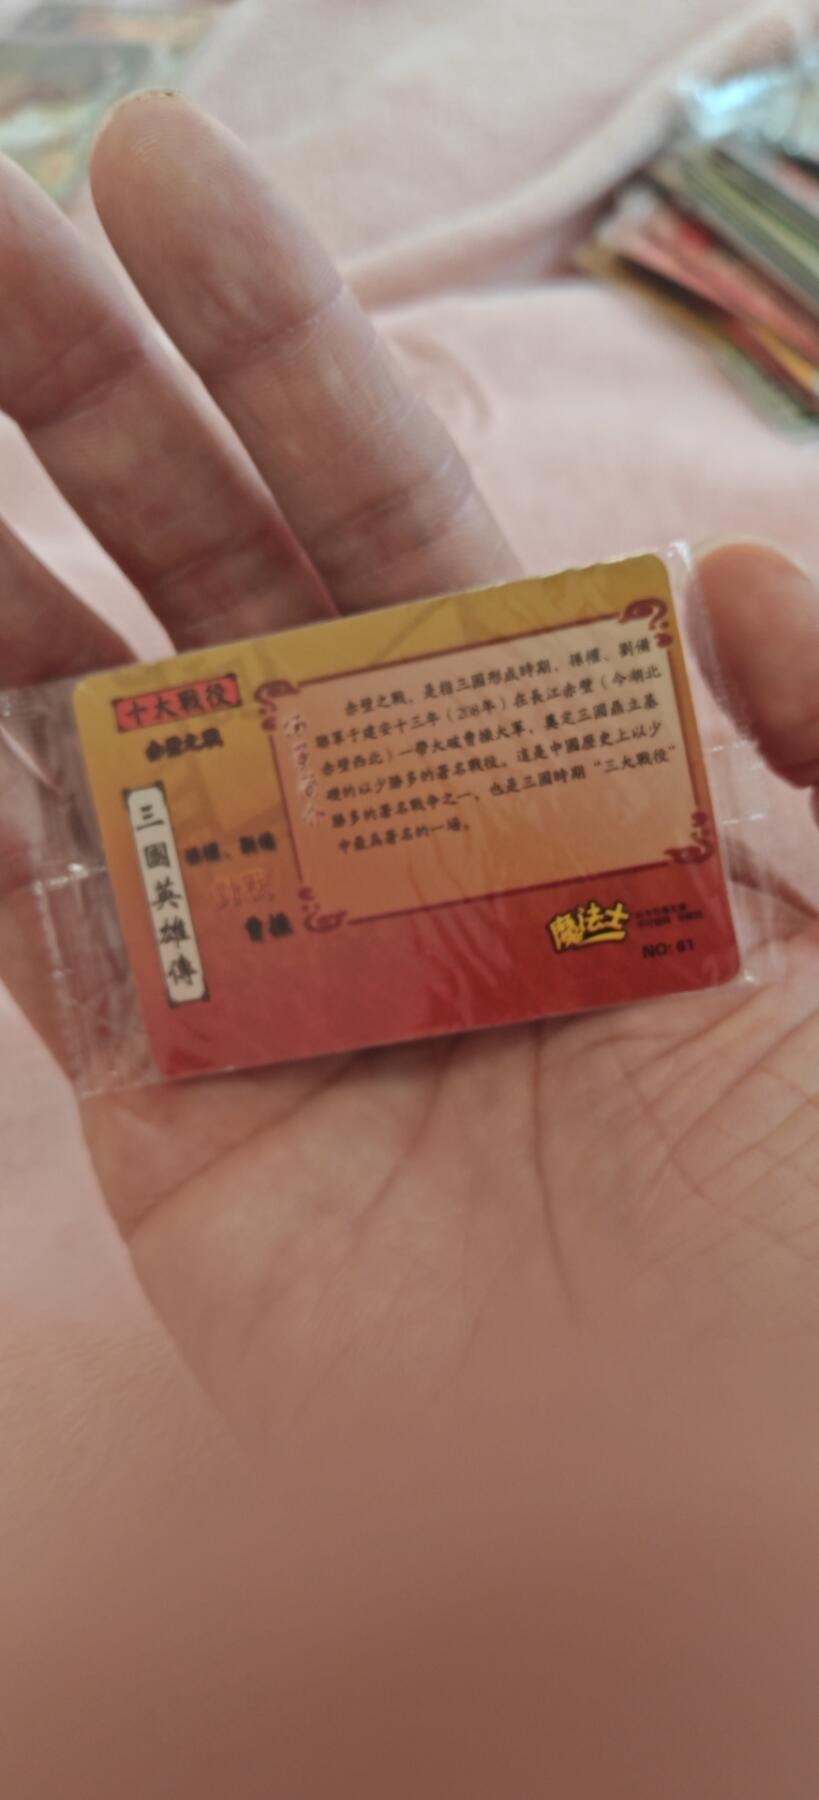 十大戰役
赤壁之戰
三國英雄傳
孫權、劉備
對戰
曹操
赤壁之戰，是指三國形成時期，孫權、劉備
聯軍于建安十三年（208年）在長江赤壁（今湖北
赤壁西北）一帶大破曹操大軍，奠定三國鼎立基
礎的以少勝多的著名戰役。這是中國歷史上以少
勝多的著名戰争之一，也是三國時期“三大戰役”
中最爲著名的一場。
魔法士
NO: 61